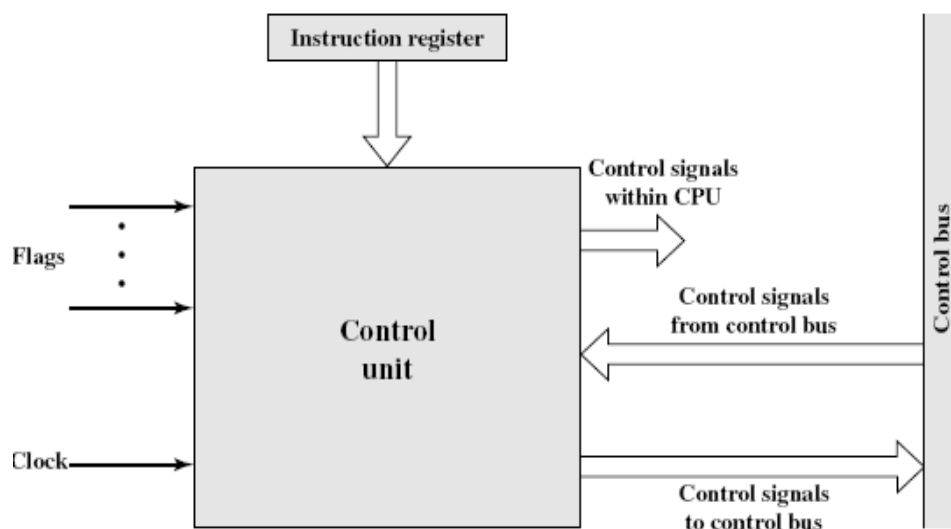 Instruction register
Control signals
within CPU
Flags
Control signals
from control bus
Control
unit
Clock
Control signals
to control bus
Control bus